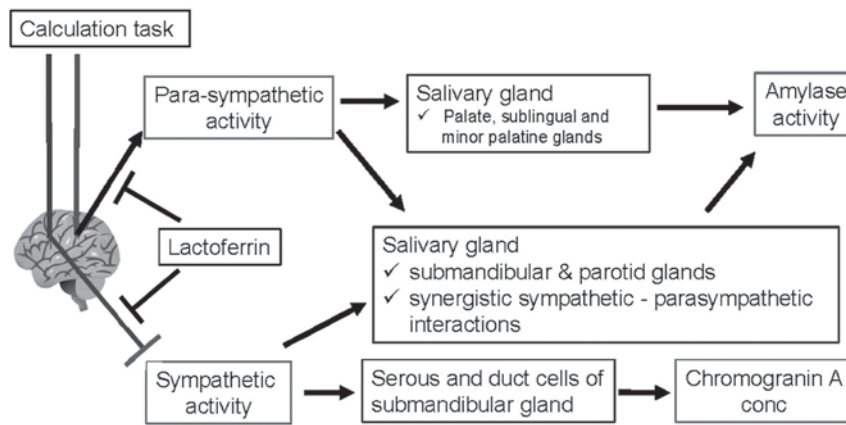 Calculation task
Para-sympathetic
activity
Salivary gland
✓ Palate, sublingual and
minor palatine glands
Amylase
activity
Lactoferrin
Salivary gland
✓ submandibular & parotid glands
✓ synergistic sympathetic - parasympathetic
interactions
Sympathetic
activity
Serous and duct cells of
submandibular gland
Chromogranin A
conc